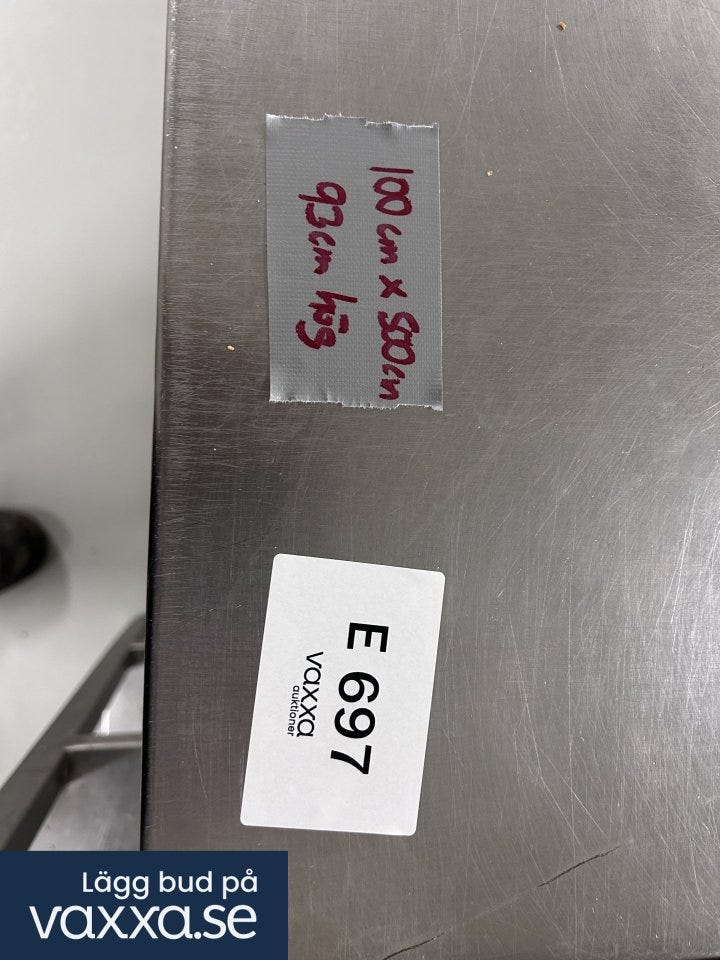 100 cm x 500cm
93cm hög
E 697
vaxxa
auktioner
Lägg bud på
vaxxa.se